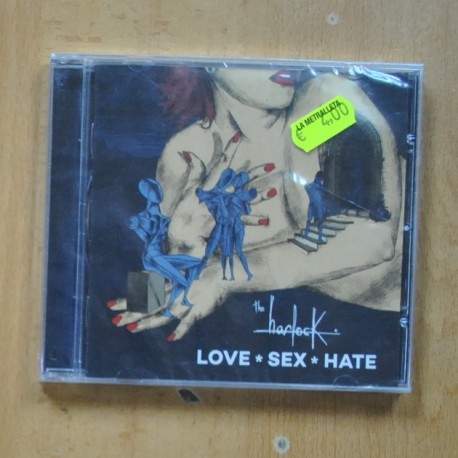 LA METRALLETA
€ 4,00
the
harlock.
LOVE * SEX * HATE